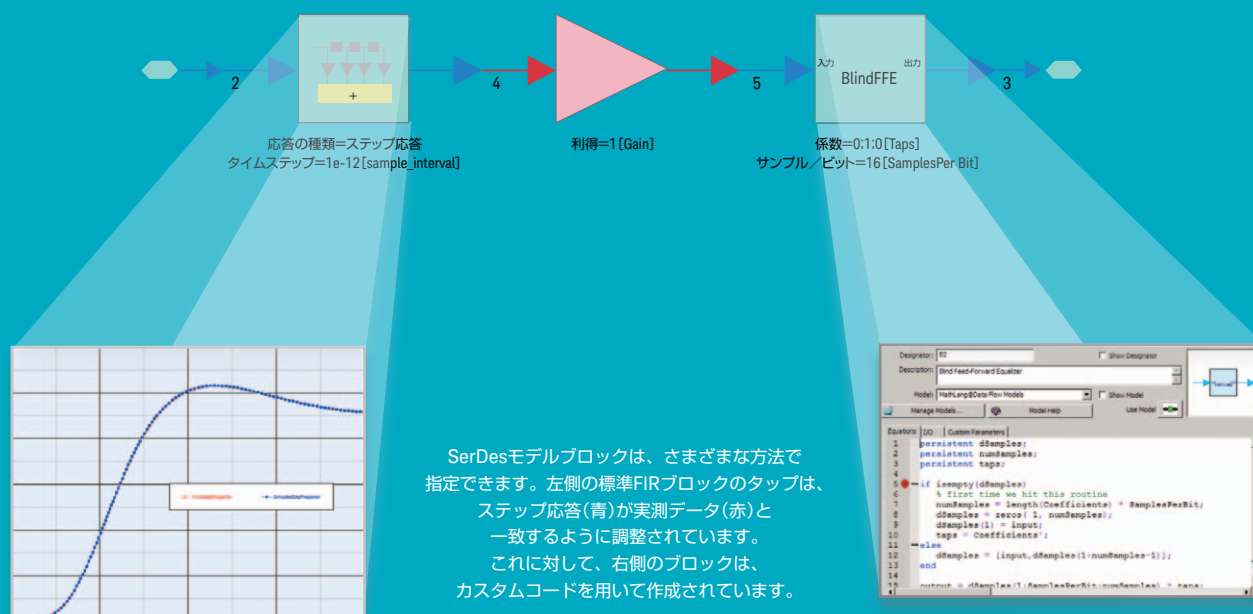 2
+
4
5
入力
出力
BlindFFE
3
応答の種類=ステップ応答
タイムステップ=1e-12[sample_interval]
利得=1[Gain]
係数=0:1:0[Taps]
サンプル／ビット=16[SamplesPer Bit]
SerDesモデルブロックは、さまざまな方法で
指定できます。左側の標準FIRブロックのタップは、
ステップ応答(青)が実測データ(赤)と
一致するように調整されています。
これに対して、右側のブロックは、
カスタムコードを用いて作成されています。
Designator: B2
Show Designator
Description: Blind Feed-Forward Equalizer
Model: MathLang@Data Flow Models
Show Model
Manage Models...
Model Help
Use Model
Equations I/O Custom Parameters
1 persistent dSamples;
2 persistent numSamples;
3 persistent taps;
4
5 if isempty(dSamples)
6 % first time we hit this routine
7 numSamples = length(Coefficients) * SamplesPerBit;
8 dSamples = zeros( 1, numSamples);
9 dSamples(1) = input;
10 taps = Coefficients';
11 else
12 dSamples = [input,dSamples(1:numSamples-1)];
13 end
14
15 output = dSamples(1:SamplesPerBit:numSamples) * taps;